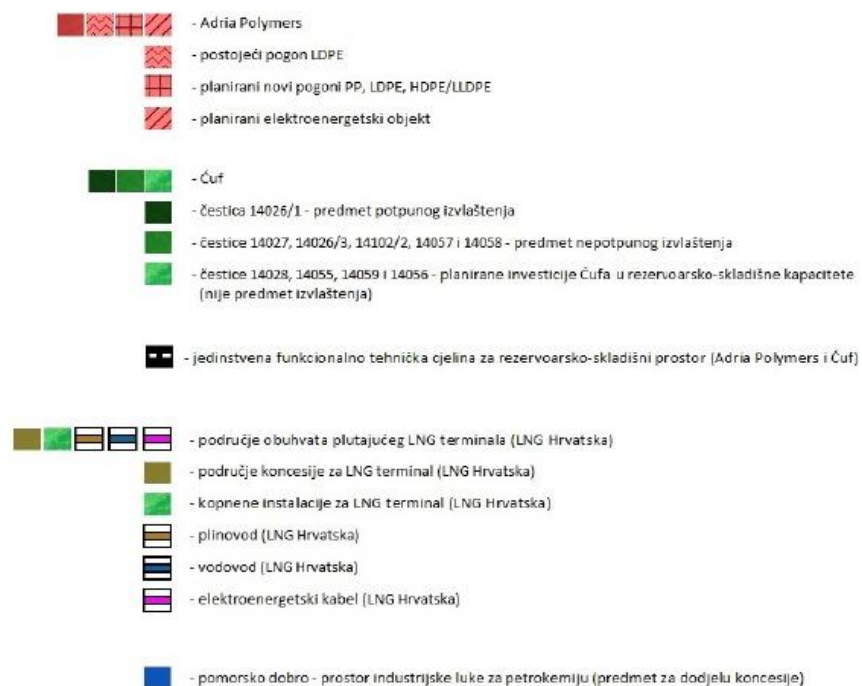 - Adria Polymers
- postojeći pogon LDPE
- planirani novi pogoni PP, LDPE, HDPE/LLDPE
- planirani elektroenergetski objekt
- Ćuf
- čestica 14026/1 - predmet potpunog izvlaštenja
- čestice 14027, 14026/3, 14102/2, 14057 i 14058 - predmet nepotpunog izvlaštenja
- čestice 14028, 14055, 14059 i 14056 - planirane investicije Ćufa u rezervoarsko-skladišne kapacitete
(nije predmet izvlaštenja)
- jedinstvena funkcionalno tehnička cjelina za rezervoarsko-skladišni prostor (Adria Polymers i Ćuf)
- područje obuhvata plutajućeg LNG terminala (LNG Hrvatska)
- područje koncesije za LNG terminal (LNG Hrvatska)
- kopnene instalacije za LNG terminal (LNG Hrvatska)
- plinovod (LNG Hrvatska)
- vodovod (LNG Hrvatska)
- elektroenergetski kabel (LNG Hrvatska)
- pomorsko dobro - prostor industrijske luke za petrokemiju (predmet za dodjelu koncesije)